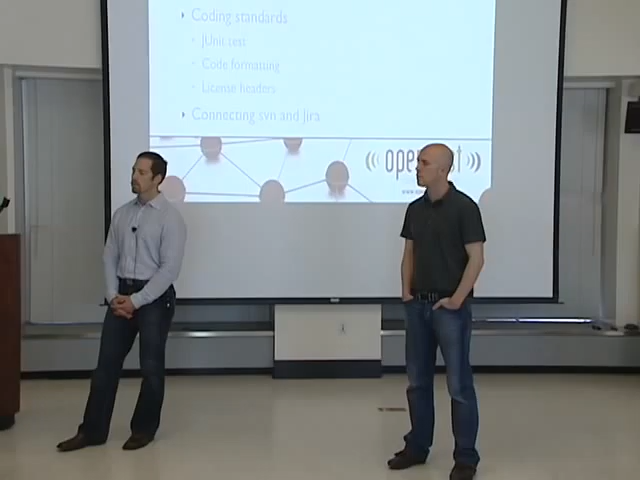 Coding standards
JUnit test
Code formatting
License headers
Connecting svn and Jira